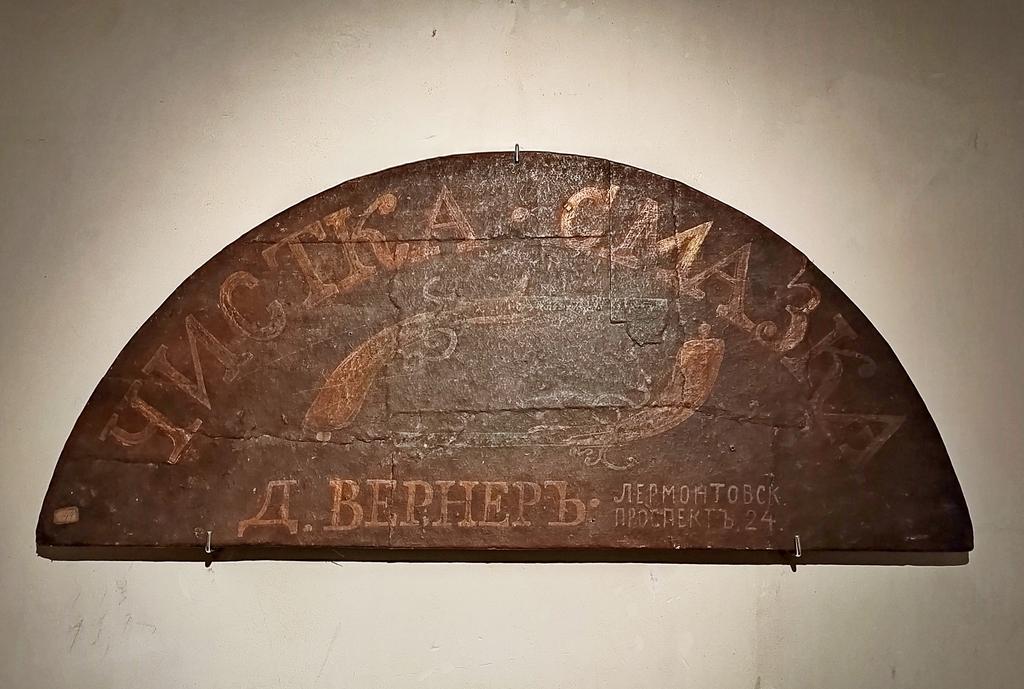 ЧИСТКА · СМАЗКА
Д. ВЕРНЕРЪ:
ЛЕРМОНТОВСК.
ПРОСПЕКТЪ, 24.